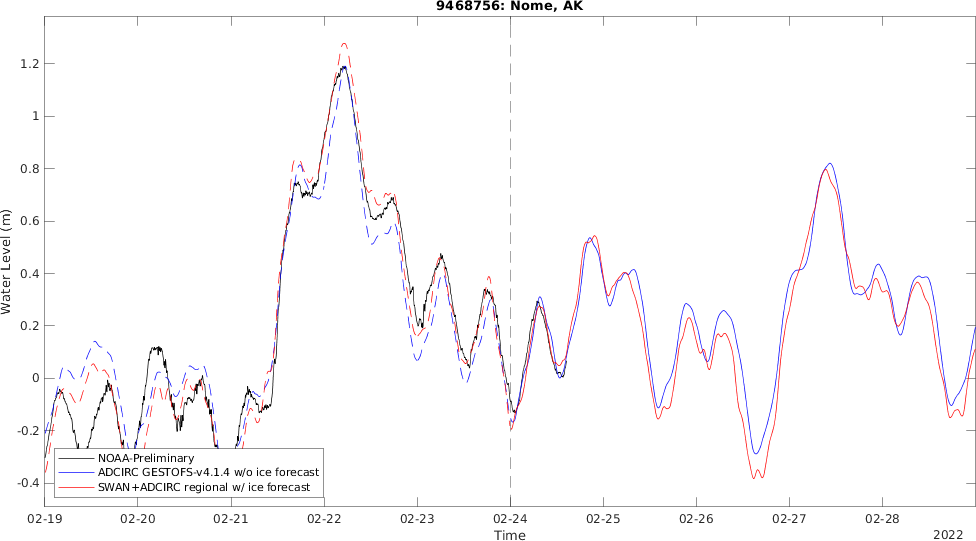 9468756: Nome, AK
Water Level (m)
1.2
1
0.8
0.6
0.4
0.2
0
-0.2
-0.4
NOAA-Preliminary
ADCIRC GESTOFS-v4.1.4 w/o ice forecast
SWAN+ADCIRC regional w/ ice forecast
02-19 02-20 02-21 02-22 02-23 02-24 02-25 02-26 02-27 02-28
Time
2022